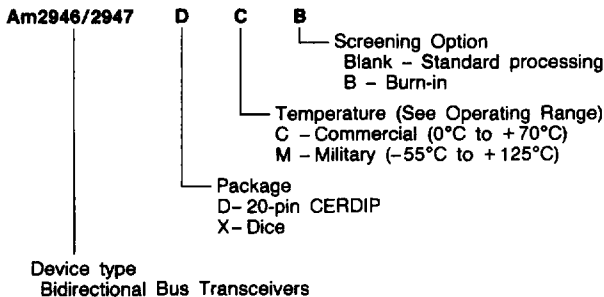 Am2946/2947 D C B
Screening Option
Blank – Standard processing
B – Burn-in
Temperature (See Operating Range)
C – Commercial (0°C to +70°C)
M – Military (–55°C to +125°C)
Package
D– 20-pin CERDIP
X– Dice
Device type
Bidirectional Bus Transceivers